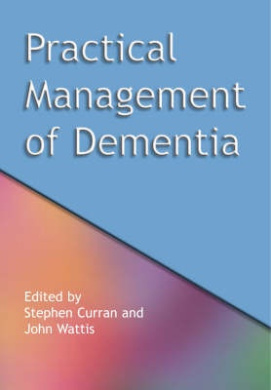 Practical
Management
of Dementia
Edited by
Stephen Curran and
John Wattis